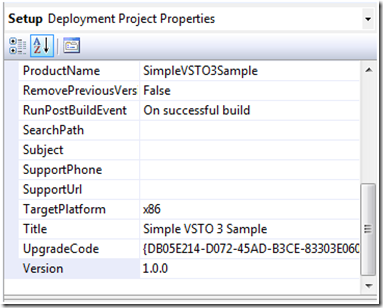 Setup Deployment Project Properties
ProductName SimpleVSTO3Sample
RemovePreviousVers False
RunPostBuildEvent On successful build
SearchPath
Subject
SupportPhone
SupportUrl
TargetPlatform x86
Title Simple VSTO 3 Sample
UpgradeCode {DB05E214-D072-45AD-B3CE-83303E060
Version 1.0.0